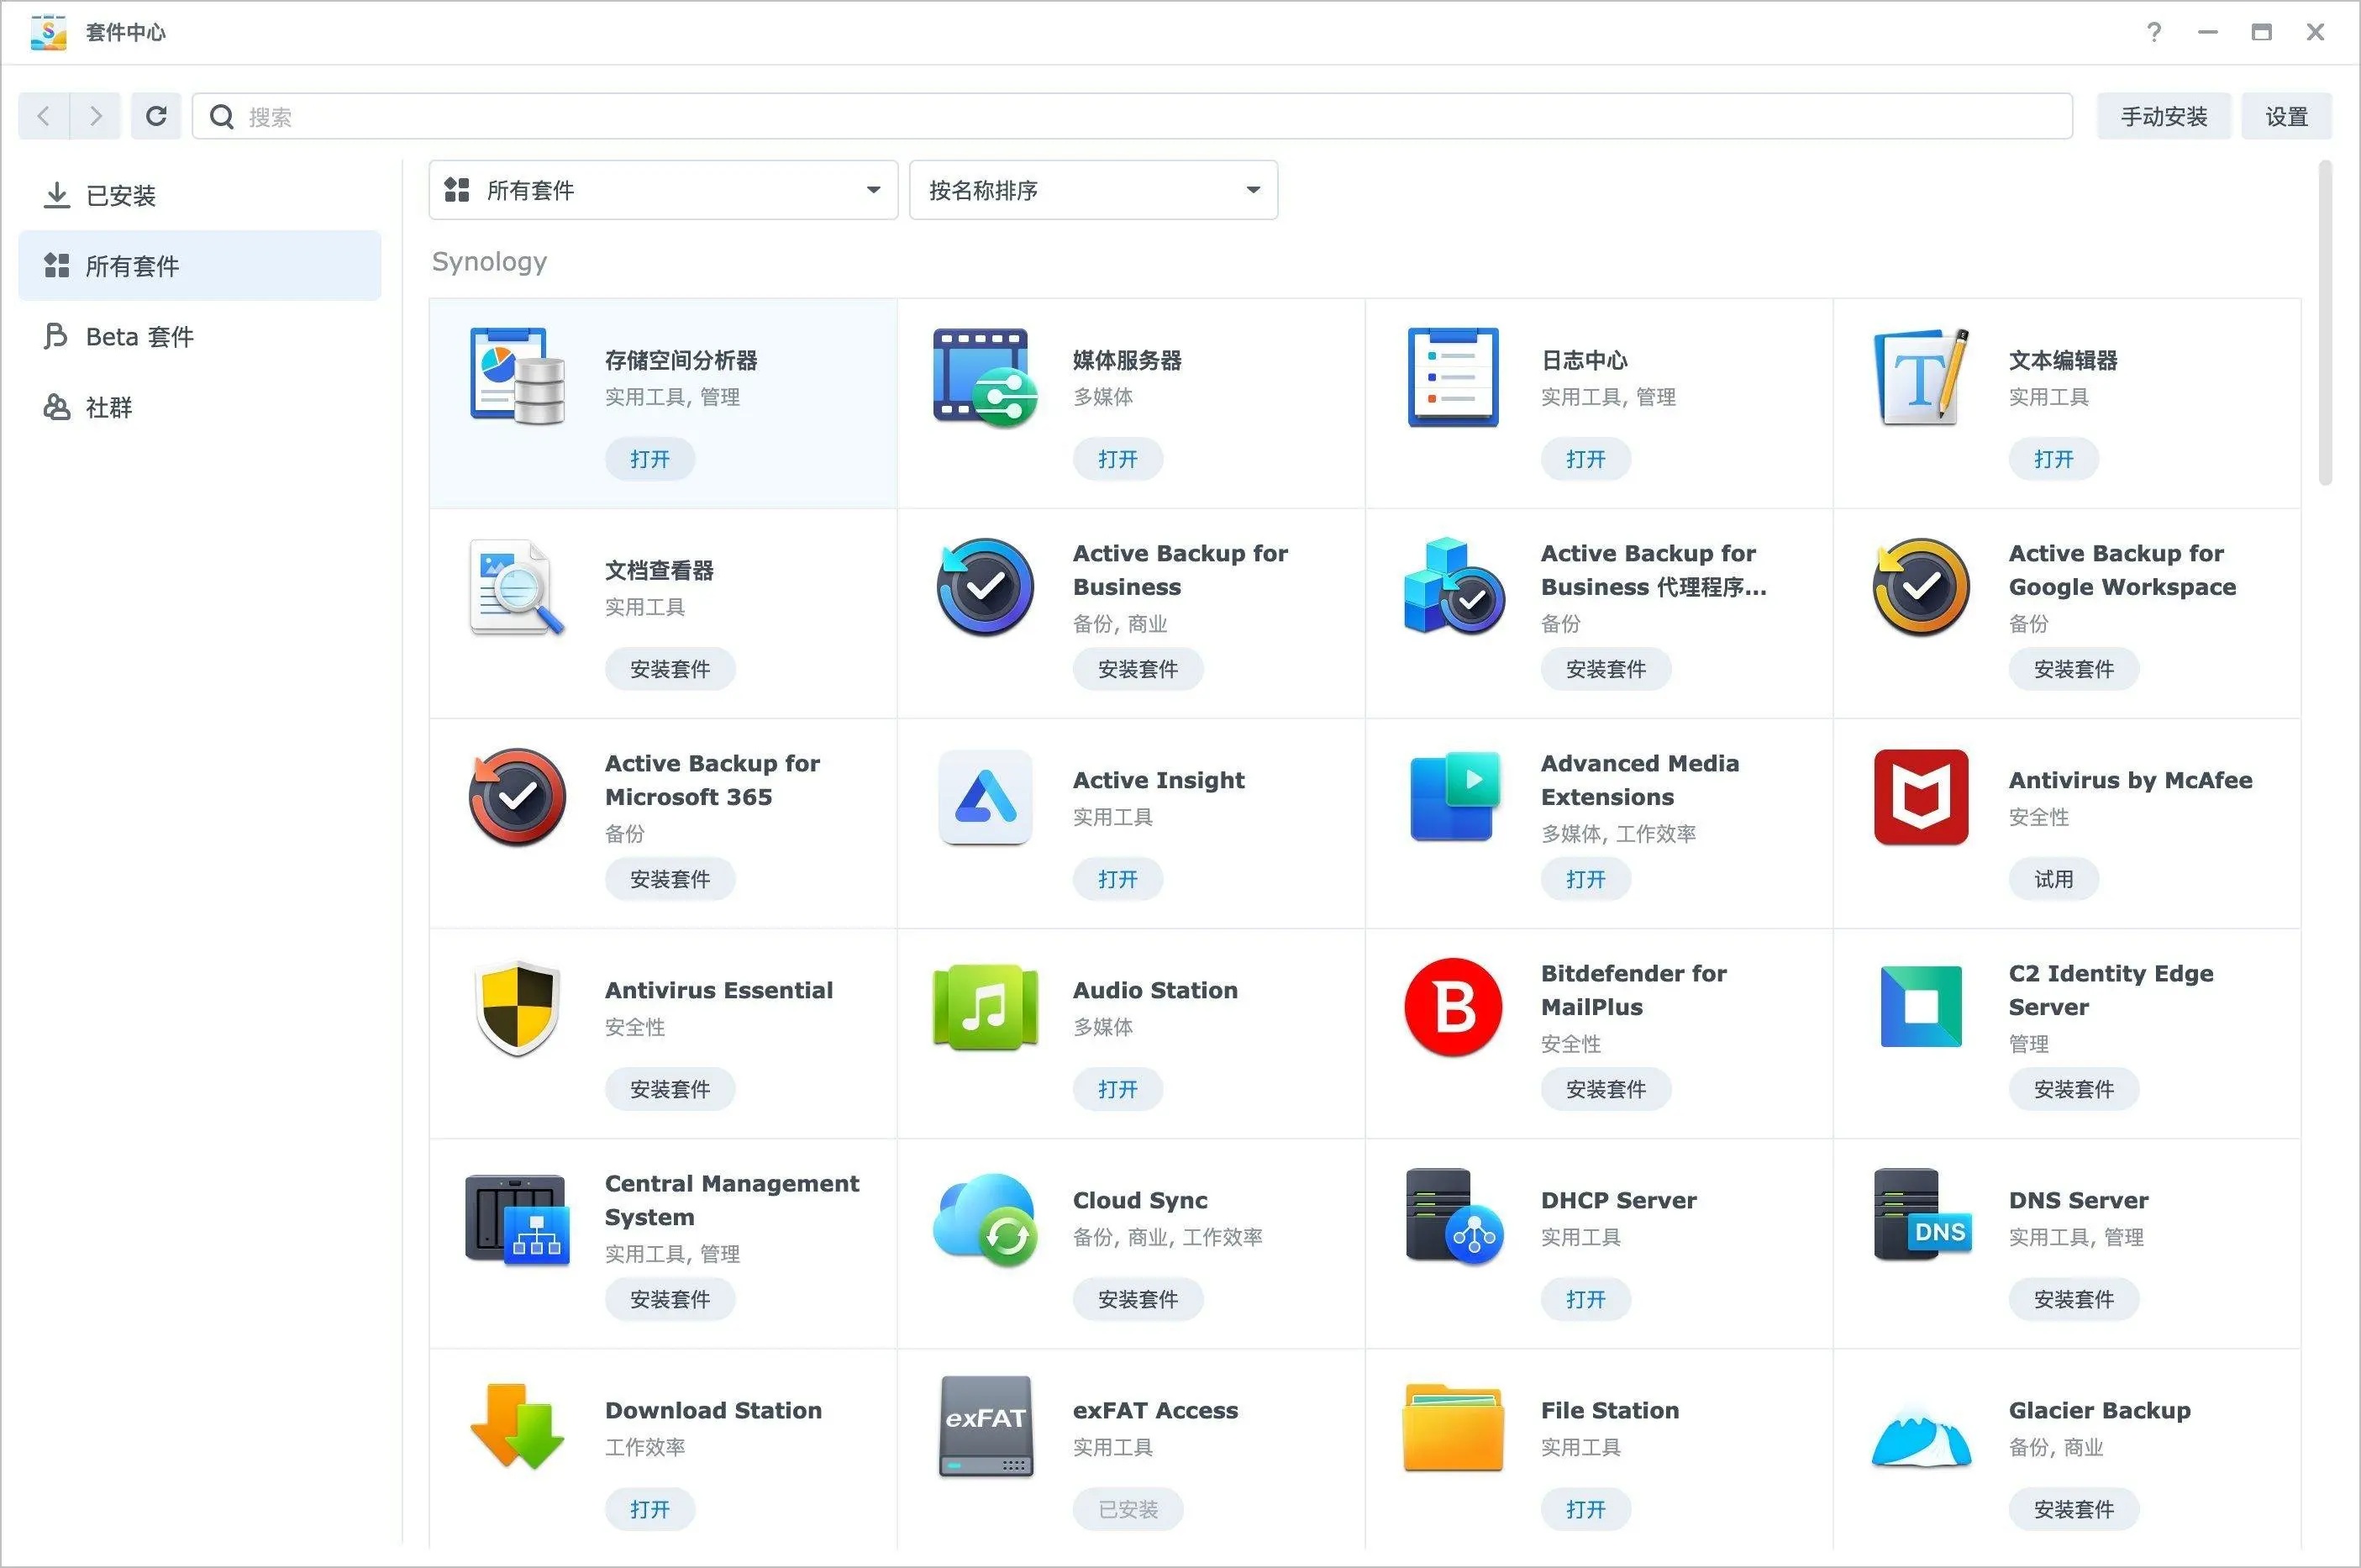 套件中心
搜索
手动安装
设置
已安装
所有套件
Beta 套件
社群
所有套件
按名称排序
Synology
存储空间分析器
实用工具, 管理
打开
媒体服务器
多媒体
打开
日志中心
实用工具, 管理
打开
文本编辑器
实用工具
打开
文档查看器
实用工具
安装套件
Active Backup for
Business
备份, 商业
安装套件
Active Backup for
Business 代理程序...
备份
安装套件
Active Backup for
Google Workspace
备份
安装套件
Active Backup for
Microsoft 365
备份
安装套件
Active Insight
实用工具
打开
Advanced Media
Extensions
多媒体, 工作效率
打开
Antivirus by McAfee
安全性
试用
Antivirus Essential
安全性
安装套件
Audio Station
多媒体
打开
B
Bitdefender for
MailPlus
安全性
安装套件
C2 Identity Edge
Server
管理
安装套件
Central Management
System
实用工具, 管理
安装套件
Cloud Sync
备份, 商业, 工作效率
安装套件
DHCP Server
实用工具
打开
DNS
DNS Server
实用工具, 管理
安装套件
Download Station
工作效率
打开
exFAT
exFAT Access
实用工具
已安装
File Station
实用工具
打开
Glacier Backup
备份, 商业
安装套件